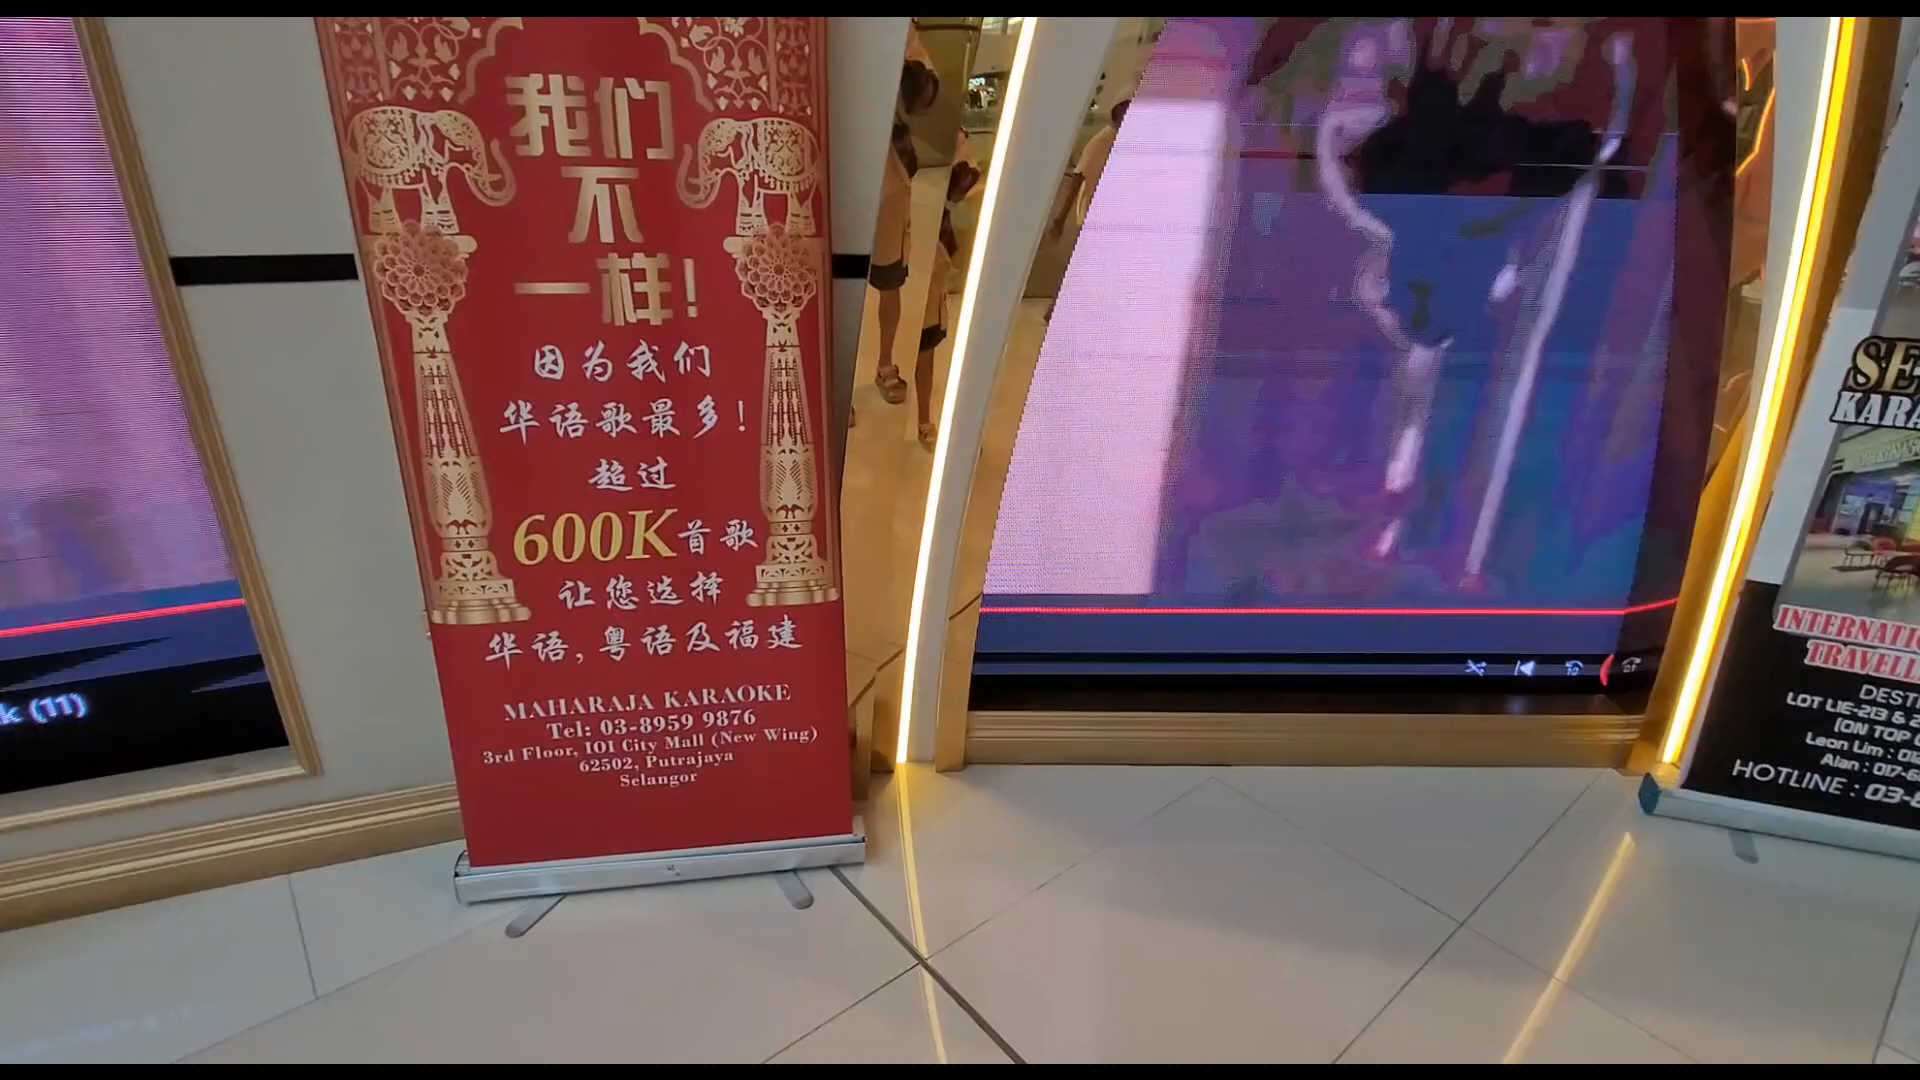 我们
不
一样!
因为我们
华语歌最多!
超过
600K首歌
让您选择
华语, 粤语及福建
MAHARAJA KARAOKE
Tel: 03-8959 9876
3rd Floor, IOI City Mall (New Wing)
62502, Putrajaya
Selangor
k (11)
SE
KARA
INTERNATIO
TRAVELL
DESTI
LOT L1E-213 & 2
(ON TOP
Leon Lim : 01
Alan : 017-6
HOTLINE : 03-8